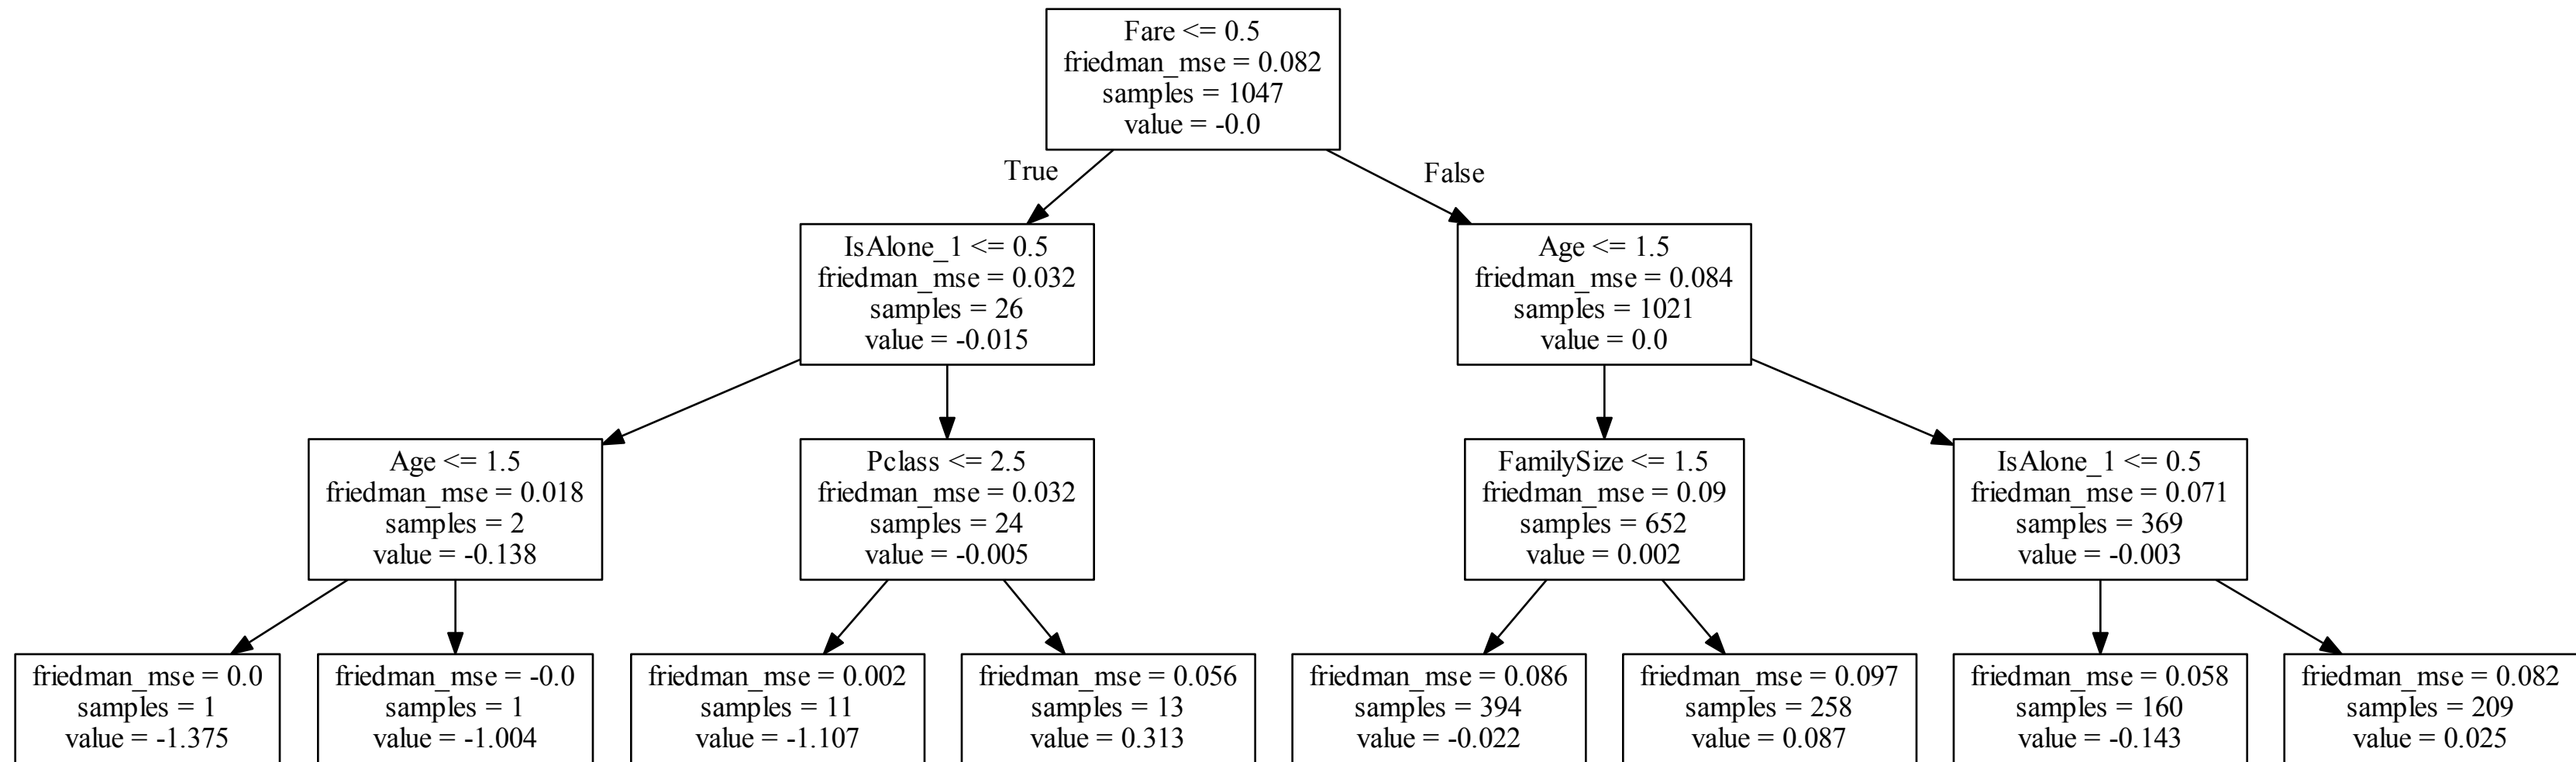 Fare <= 0.5
friedman_mse = 0.082
samples = 1047
value = -0.0
True
False
IsAlone_1 <= 0.5
friedman_mse = 0.032
samples = 26
value = -0.015
Age <= 1.5
friedman_mse = 0.084
samples = 1021
value = 0.0
Age <= 1.5
friedman_mse = 0.018
samples = 2
value = -0.138
Pclass <= 2.5
friedman_mse = 0.032
samples = 24
value = -0.005
FamilySize <= 1.5
friedman_mse = 0.09
samples = 652
value = 0.002
IsAlone_1 <= 0.5
friedman_mse = 0.071
samples = 369
value = -0.003
friedman_mse = 0.0
samples = 1
value = -1.375
friedman_mse = -0.0
samples = 1
value = -1.004
friedman_mse = 0.002
samples = 11
value = -1.107
friedman_mse = 0.056
samples = 13
value = 0.313
friedman_mse = 0.086
samples = 394
value = -0.022
friedman_mse = 0.097
samples = 258
value = 0.087
friedman_mse = 0.058
samples = 160
value = -0.143
friedman_mse = 0.082
samples = 209
value = 0.025